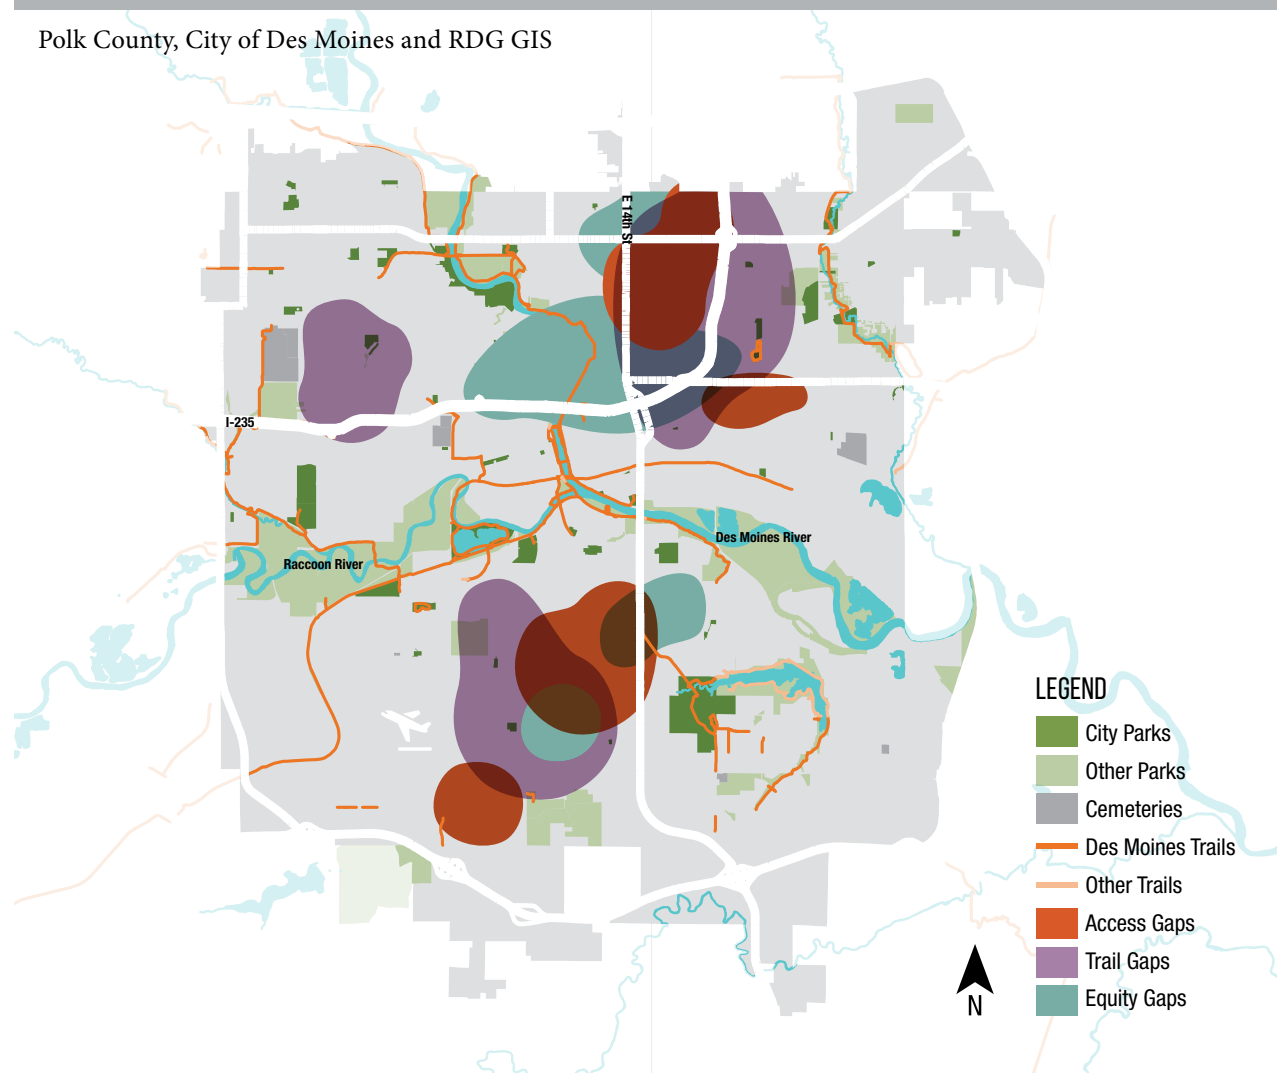 Polk County, City of Des Moines and RDG GIS
E 14th St
I-235
Des Moines River
Raccoon River
LEGEND
City Parks
Other Parks
Cemeteries
Des Moines Trails
Other Trails
Access Gaps
Trail Gaps
Equity Gaps
N